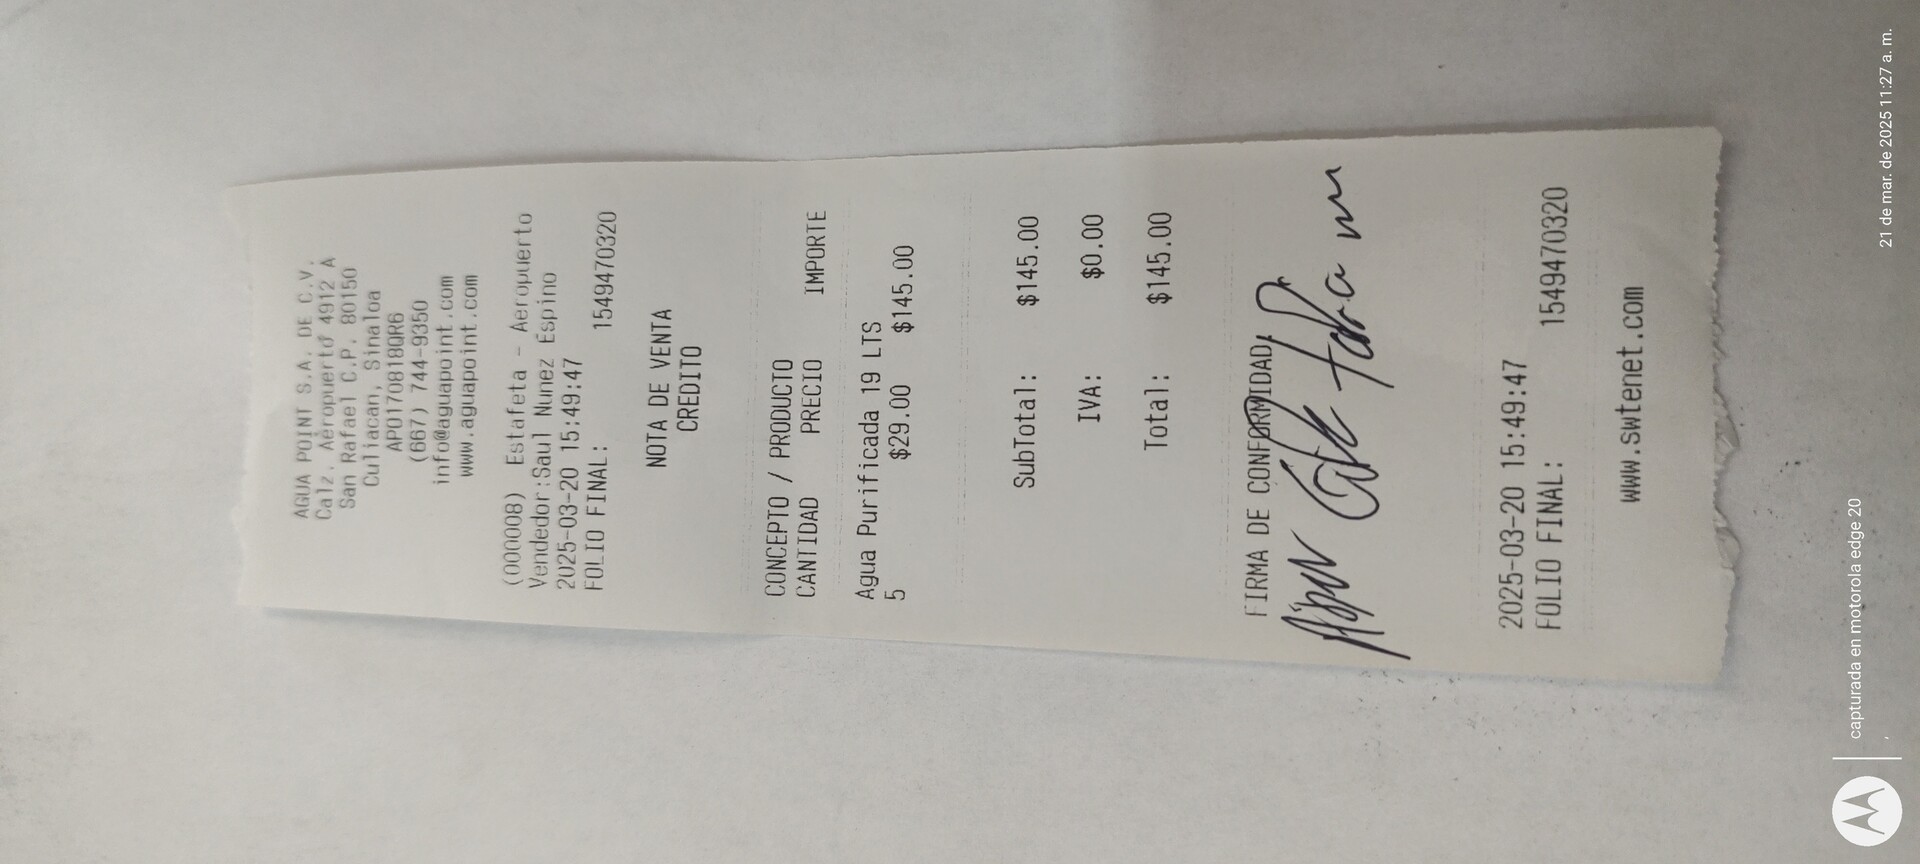 AGUA POINT S.A. DE C.V.
Calz. Aeropuerto 4912 A
San Rafael C.P. 80150
Culiacan, Sinaloa
APO170818QR6
(667) 744-9350
info@aguapoint.com
www.aguapoint.com
(000008) Estafeta - Aeropuerto
Vendedor:Saul Nunez Espino
2025-03-20 15:49:47
FOLIO FINAL: 1549470320
NOTA DE VENTA
CREDITO
CONCEPTO / PRODUCTO
CANTIDAD PRECIO IMPORTE
Agua Purificada 19 LTS
5 $29.00 $145.00
SubTotal: $145.00
IVA: $0.00
Total: $145.00
FIRMA DE CONFORMIDAD
2025-03-20 15:49:47
FOLIO FINAL: 1549470320
www.swtenet.com
capturada en motorola edge 20
21 de mar. de 2025 11:27 a. m.